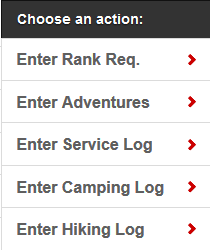 Choose an action:
Enter Rank Req.
Enter Adventures
Enter Service Log
Enter Camping Log
Enter Hiking Log